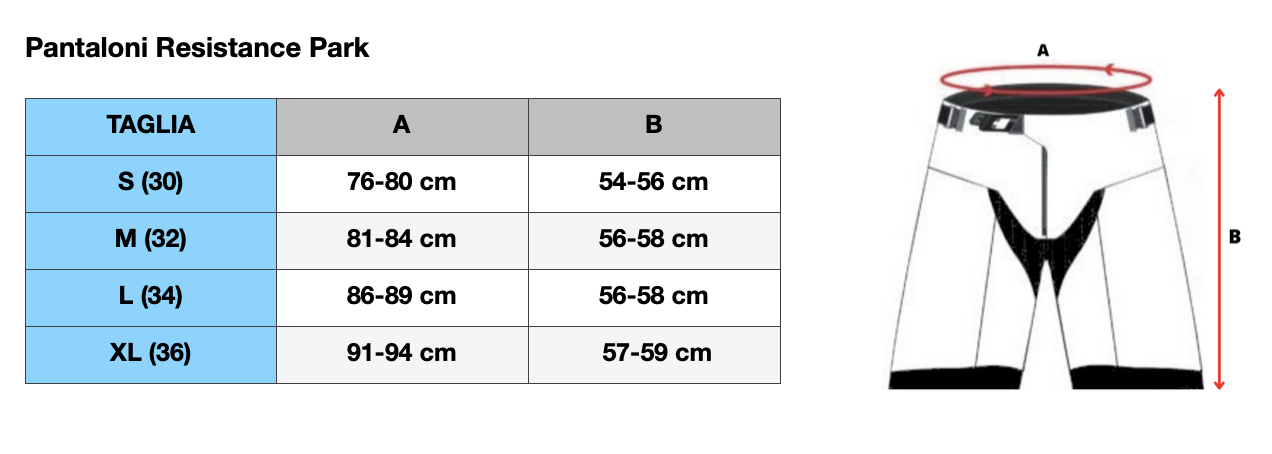 Pantaloni Resistance Park
TAGLIA A B
S (30) 76-80 cm 54-56 cm
M (32) 81-84 cm 56-58 cm
L (34) 86-89 cm 56-58 cm
XL (36) 91-94 cm 57-59 cm
A
B